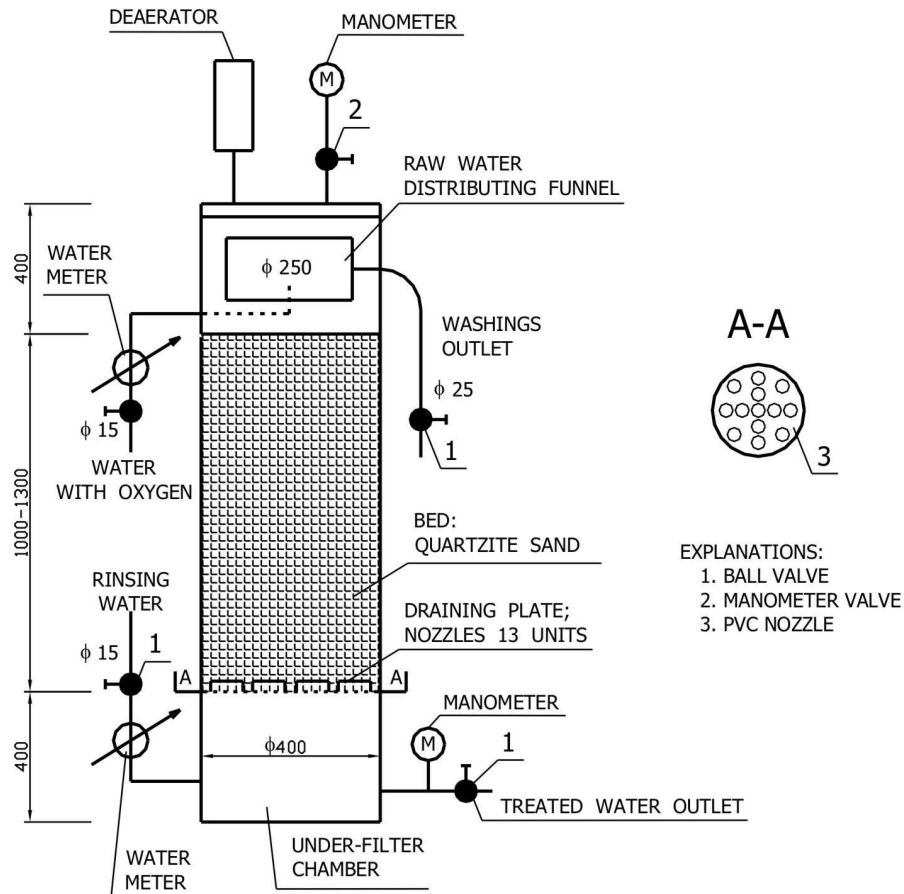 DEAERATOR
MANOMETER
M
2
RAW WATER
DISTRIBUTING FUNNEL
400
WATER
METER
ϕ 250
WASHINGS
OUTLET
A-A
ϕ 25
ϕ 15
1
3
WATER
WITH OXYGEN
1000-1300
BED:
QUARTZITE SAND
EXPLANATIONS:
1. BALL VALVE
2. MANOMETER VALVE
3. PVC NOZZLE
RINSING
WATER
DRAINING PLATE;
NOZZLES 13 UNITS
ϕ 15
1
A
A
MANOMETER
M
1
400
ϕ400
TREATED WATER OUTLET
UNDER-FILTER
CHAMBER
WATER
METER